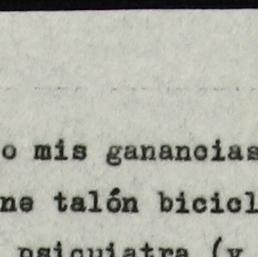 o mis ganancias
ne talón bicicl
psiquiatra (y